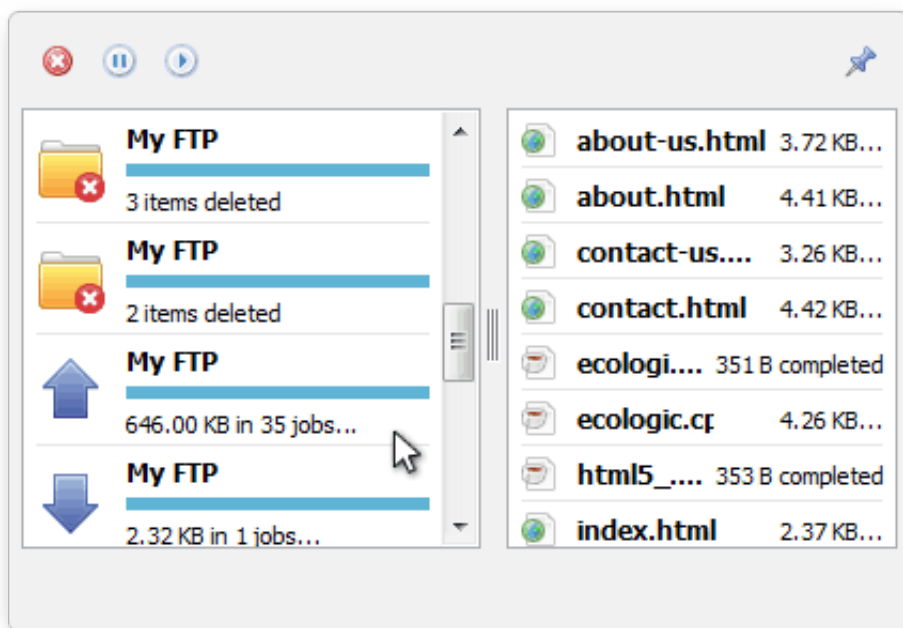 My FTP
3 items deleted
My FTP
2 items deleted
My FTP
646.00 KB in 35 jobs...
My FTP
2.32 KB in 1 jobs...
about-us.html 3.72 KB...
about.html 4.41 KB...
contact-us.... 3.26 KB...
contact.html 4.42 KB...
ecologi.... 351 B completed
ecologic.cp 4.26 KB...
html5_.... 353 B completed
index.html 2.37 KB...